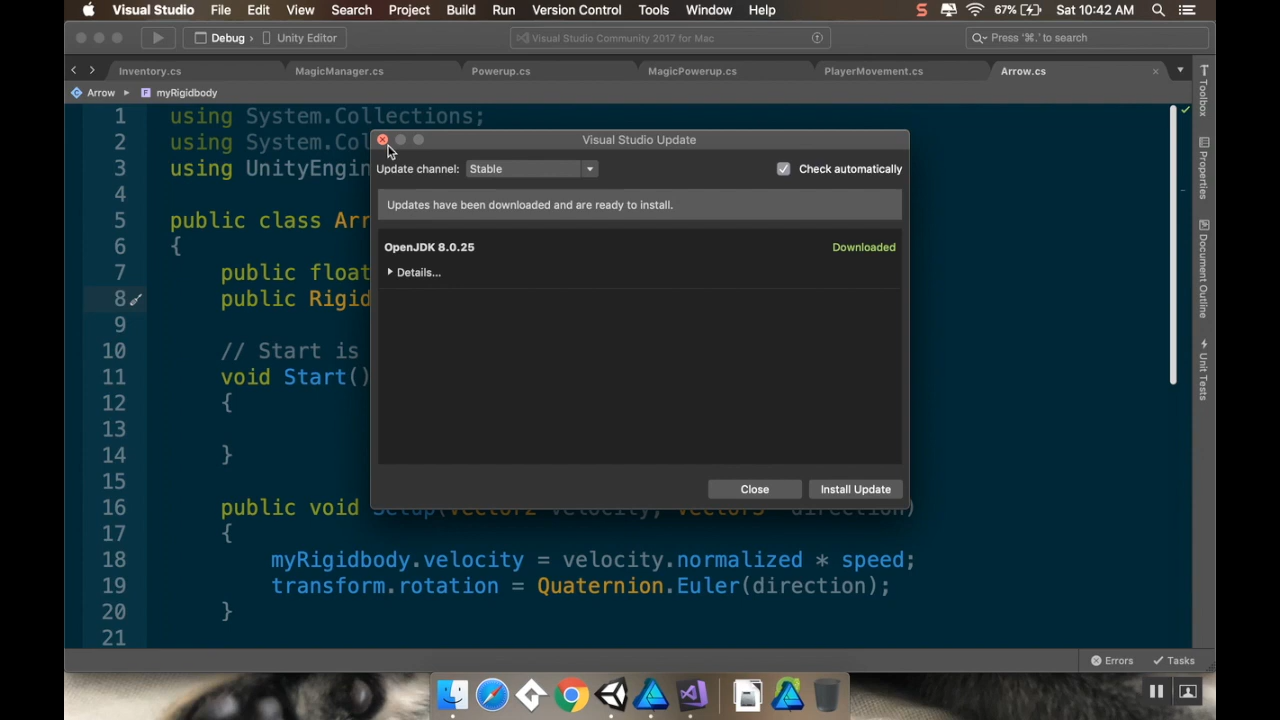 Visual Studio File Edit View Search Project Build Run Version Control Tools Window Help 67% Sat 10:42 AM
Debug › Unity Editor Visual Studio Community 2017 for Mac Press '⌘.' to search
Inventory.cs MagicManager.cs Powerup.cs MagicPowerup.cs PlayerMovement.cs Arrow.cs
Arrow myRigidbody
Toolbox
Properties
Document Outline
Unit Tests
1 using System.Collections;
2 using System.Col
3 using UnityEngin
4
5 public class Arr
6 {
7 public float
8 public Rigid
9
10 // Start is
11 void Start()
12 {
13
14 }
15
16 public void Setup(Vector2 velocity, Vector3 direction)
17 {
18 myRigidbody.velocity = velocity.normalized * speed;
19 transform.rotation = Quaternion.Euler(direction);
20 }
21
Visual Studio Update
Update channel: Stable Check automatically
Updates have been downloaded and are ready to install.
OpenJDK 8.0.25 Downloaded
Details...
Close Install Update
Errors Tasks